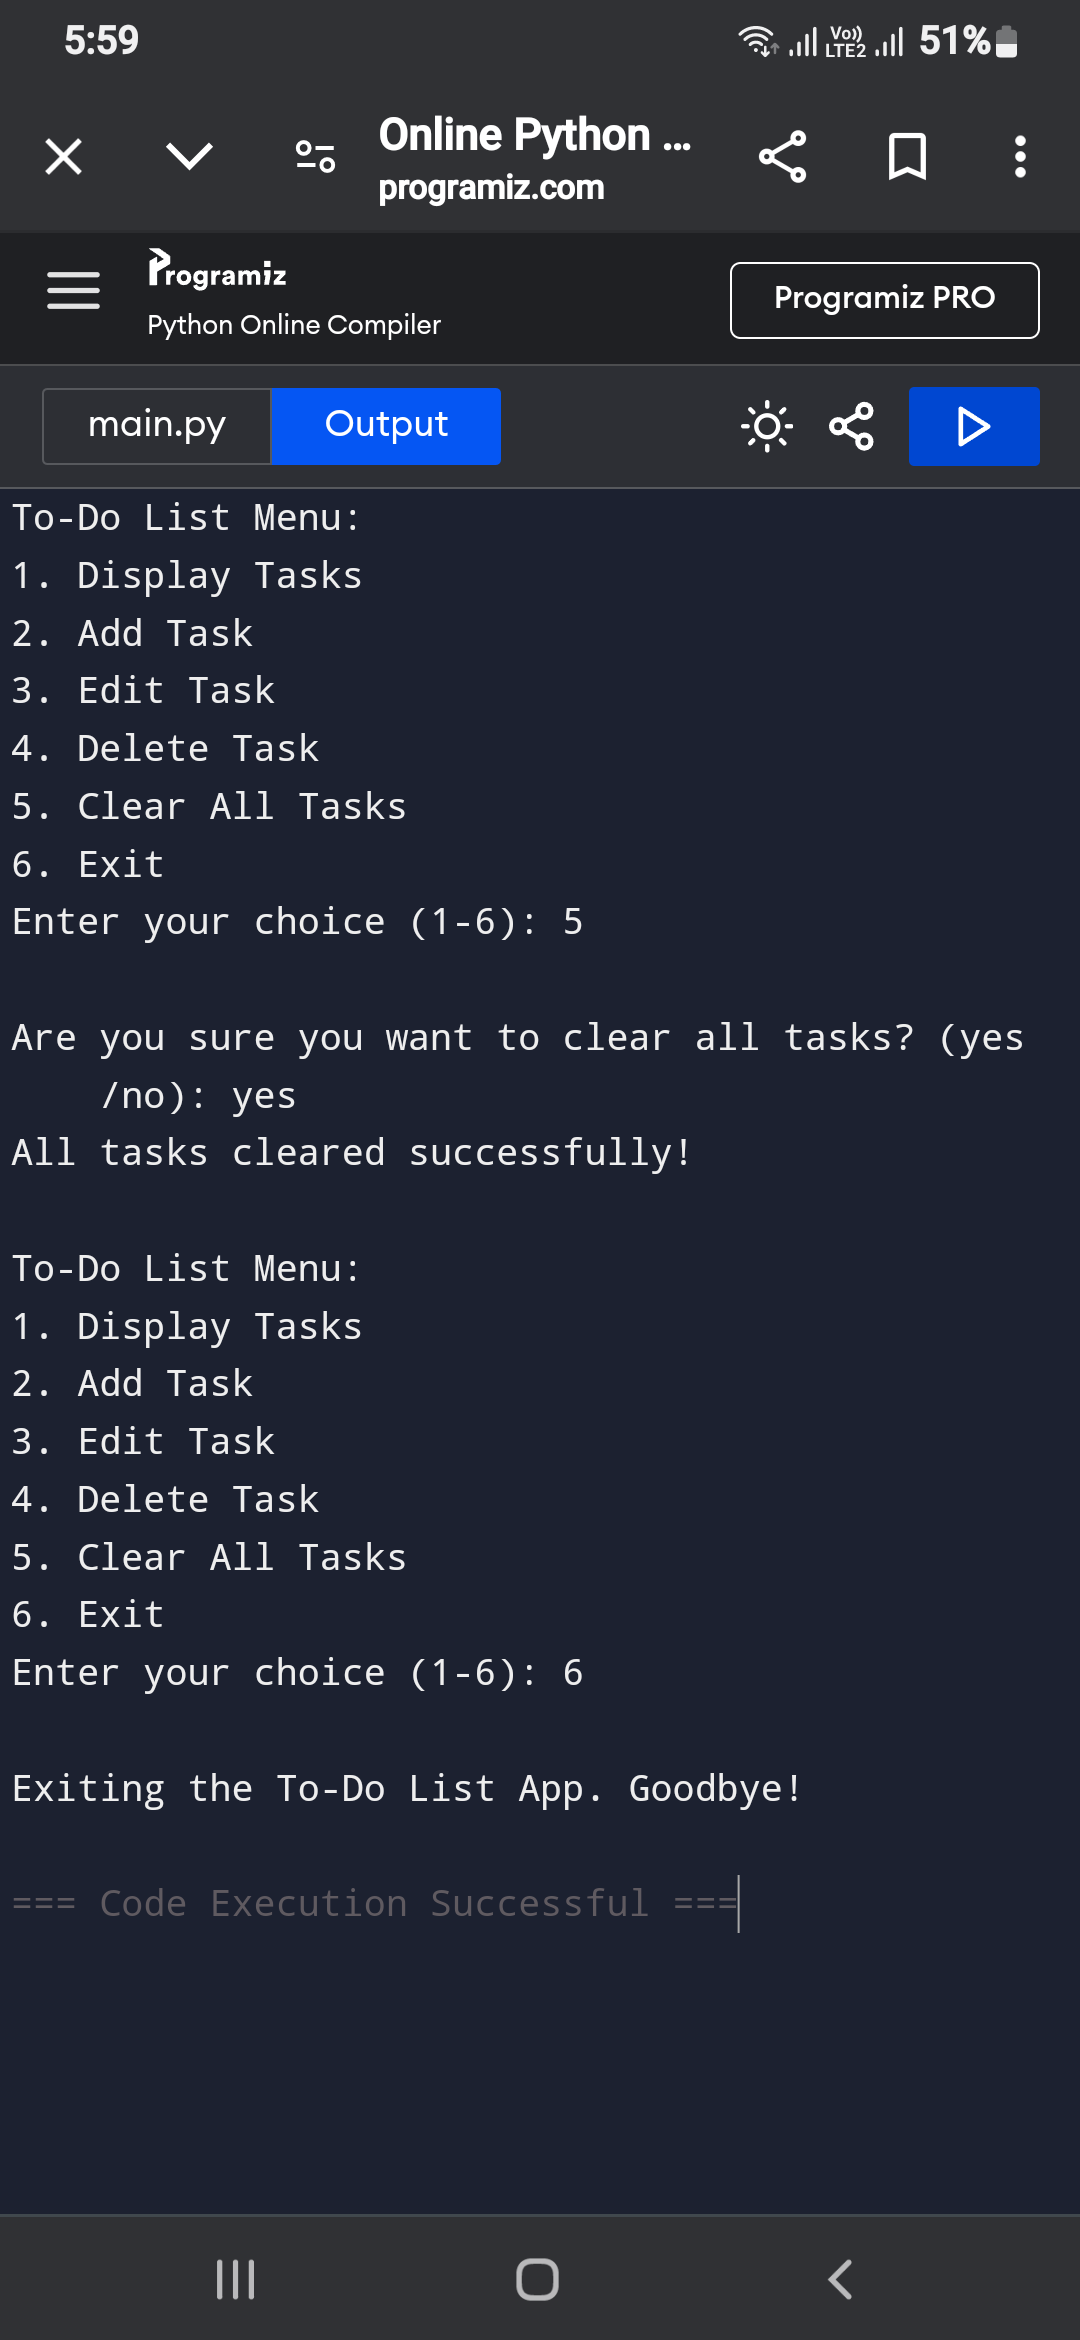 5:59
Vo)) LTE2 51%
Online Python ...
programiz.com
Programiz
Python Online Compiler
Programiz PRO
main.py
Output
To-Do List Menu:
1. Display Tasks
2. Add Task
3. Edit Task
4. Delete Task
5. Clear All Tasks
6. Exit
Enter your choice (1-6): 5
Are you sure you want to clear all tasks? (yes
/no): yes
All tasks cleared successfully!
To-Do List Menu:
1. Display Tasks
2. Add Task
3. Edit Task
4. Delete Task
5. Clear All Tasks
6. Exit
Enter your choice (1-6): 6
Exiting the To-Do List App. Goodbye!
=== Code Execution Successful ===